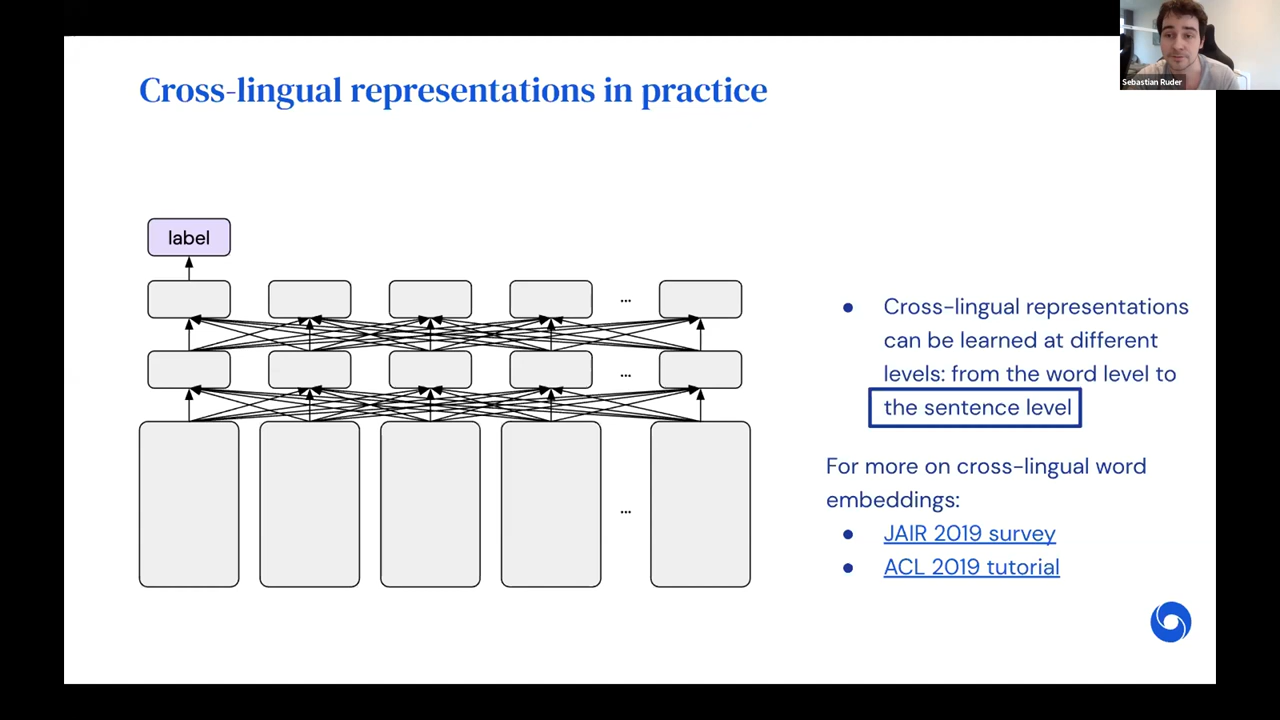 Sebastian Ruder
Cross-lingual representations in practice
label
...
...
...
● Cross-lingual representations
can be learned at different
levels: from the word level to
the sentence level
For more on cross-lingual word
embeddings:
● JAIR 2019 survey
● ACL 2019 tutorial